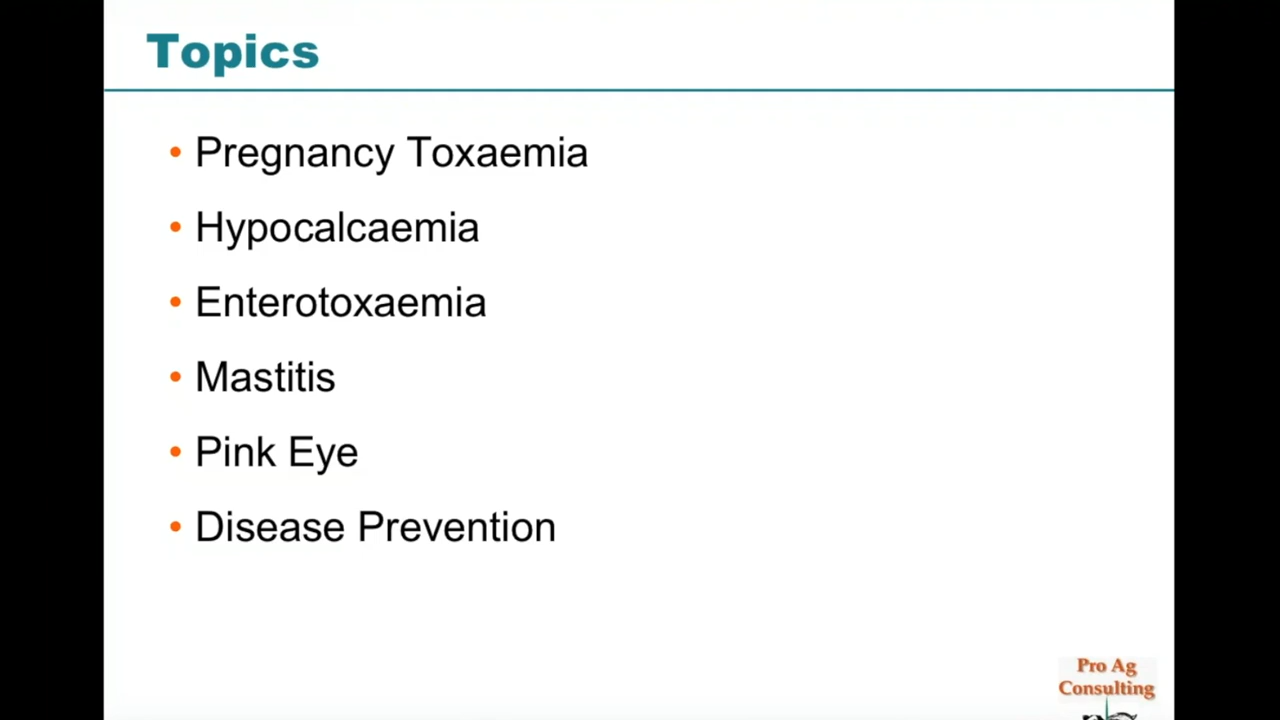 Topics
• Pregnancy Toxaemia
• Hypocalcaemia
• Enterotoxaemia
• Mastitis
• Pink Eye
• Disease Prevention
Pro Ag
Consulting